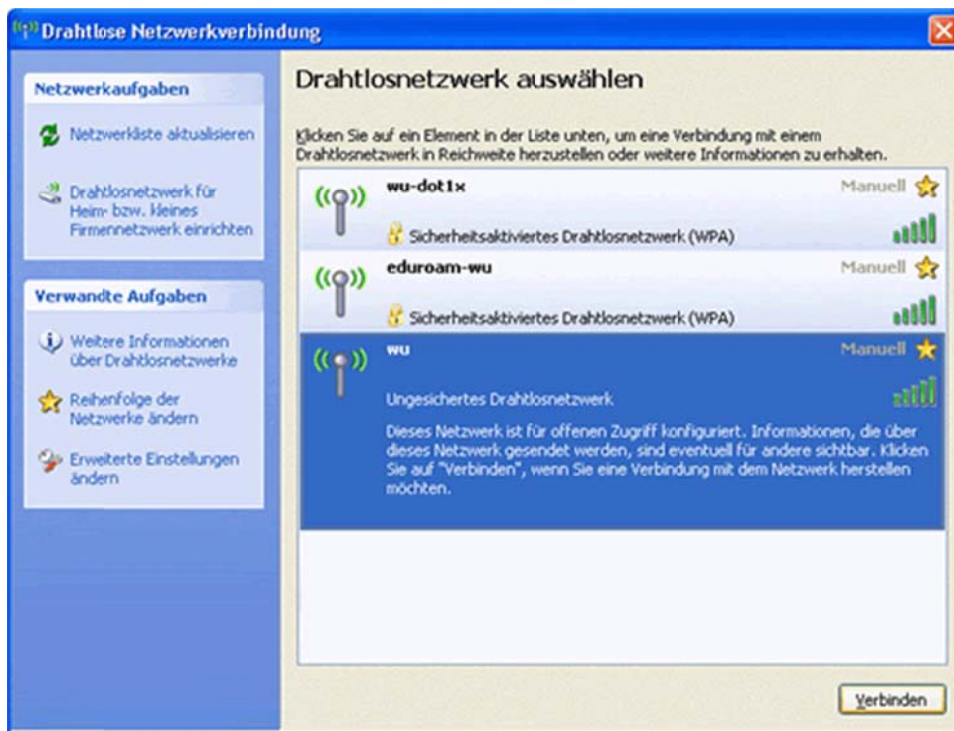 Drahtlose Netzwerkverbindung
Netzwerkaufgaben
Netzwerkliste aktualisieren
Drahtlosnetzwerk für
Heim- bzw. kleines
Firmennetzwerk einrichten
Verwandte Aufgaben
Weitere Informationen
über Drahtlosnetzwerke
Reihenfolge der
Netzwerke ändern
Erweiterte Einstellungen
ändern
Drahtlosnetzwerk auswählen
Klicken Sie auf ein Element in der Liste unten, um eine Verbindung mit einem
Drahtlosnetzwerk in Reichweite herzustellen oder weitere Informationen zu erhalten.
wu-dot1x Manuell
Sicherheitsaktiviertes Drahtlosnetzwerk (WPA)
eduroam-wu Manuell
Sicherheitsaktiviertes Drahtlosnetzwerk (WPA)
wu Manuell
Ungesichertes Drahtlosnetzwerk
Dieses Netzwerk ist für offenen Zugriff konfiguriert. Informationen, die über
dieses Netzwerk gesendet werden, sind eventuell für andere sichtbar. Klicken
Sie auf "Verbinden", wenn Sie eine Verbindung mit dem Netzwerk herstellen
möchten.
Verbinden